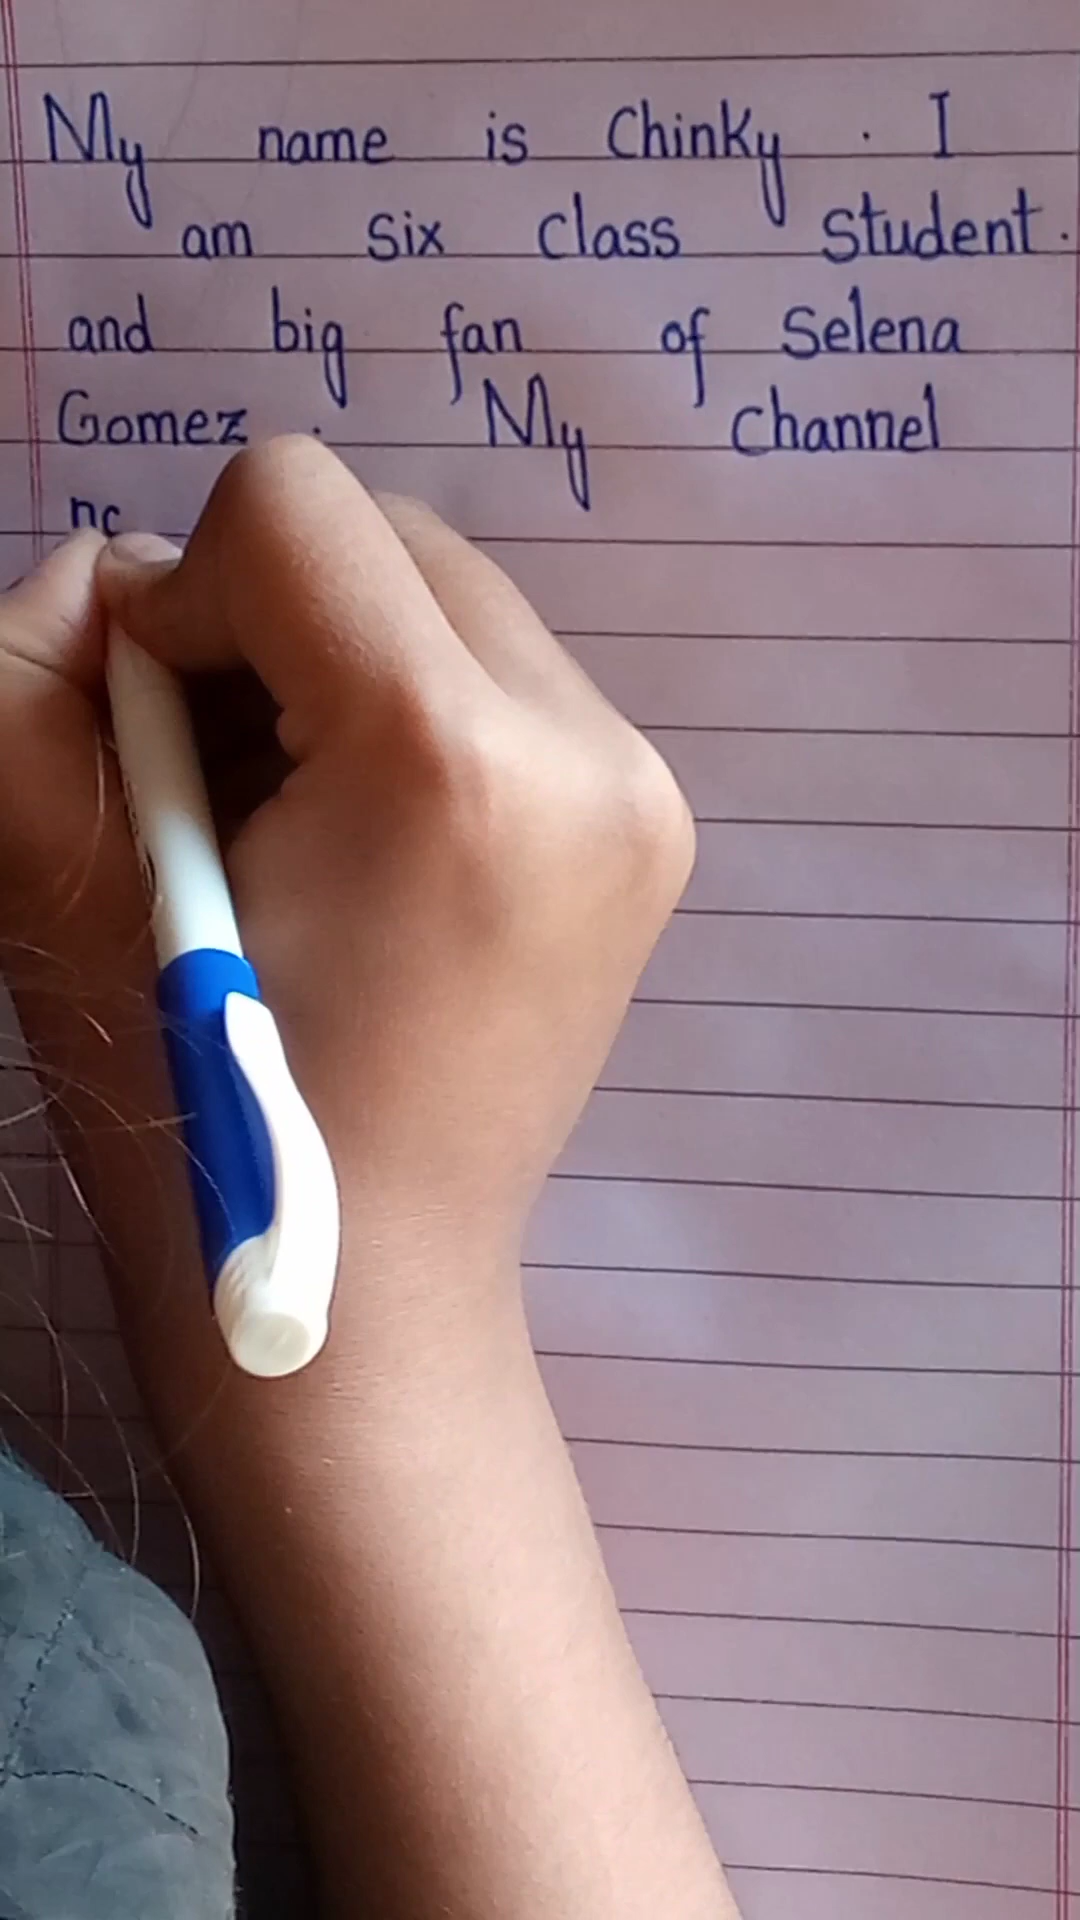 My name is Chinky. I
am six class student.
and big fan of Selena
Gomez. My channel